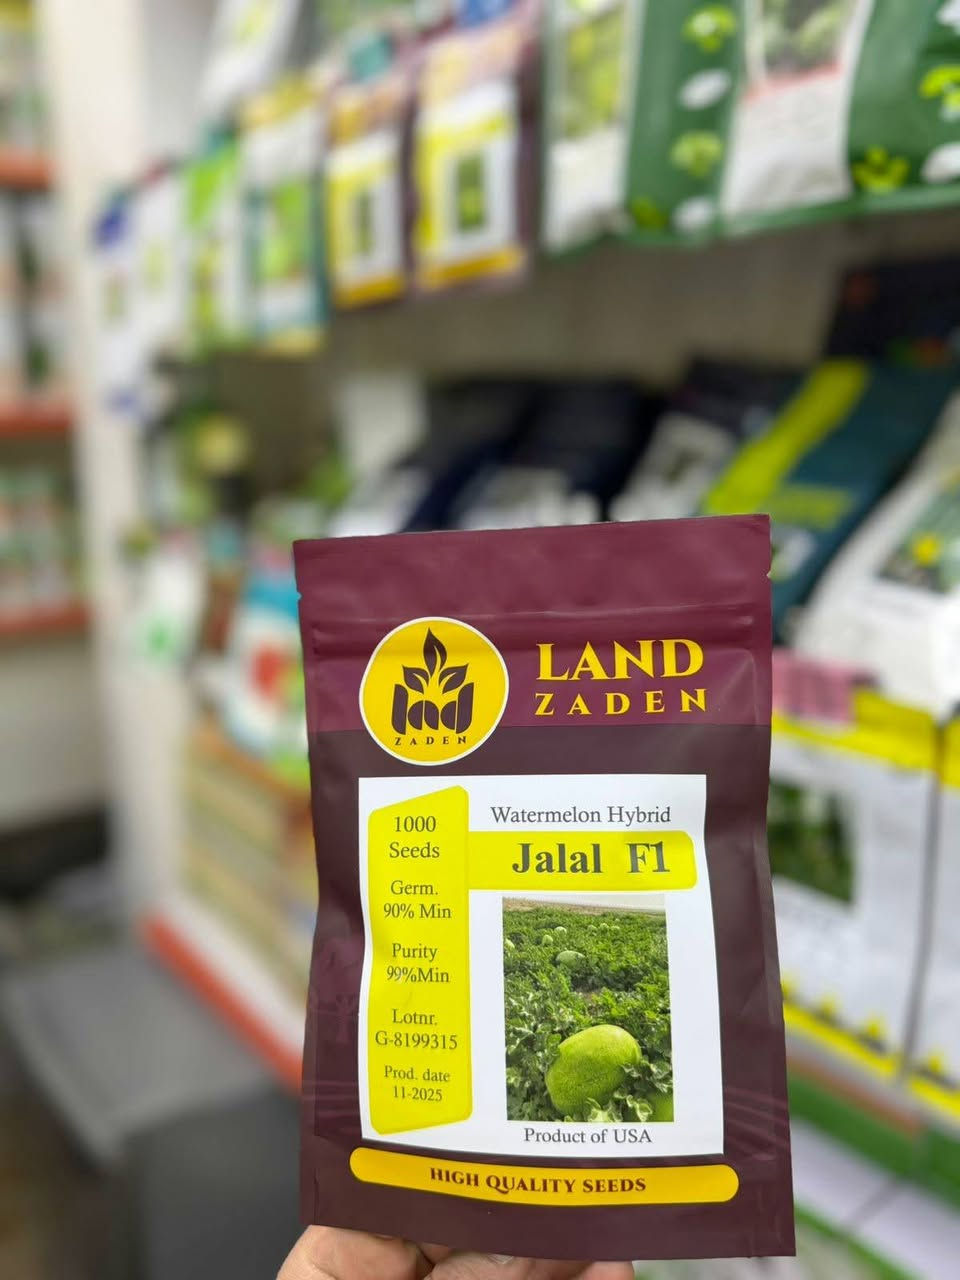 LAND
ZADEN
lad
ZADEN
Watermelon Hybrid
Jalal F1
1000
Seeds
Germ.
90% Min
Purity
99%Min
Lotnr.
G-8199315
Prod. date
11-2025
Product of USA
HIGH QUALITY SEEDS